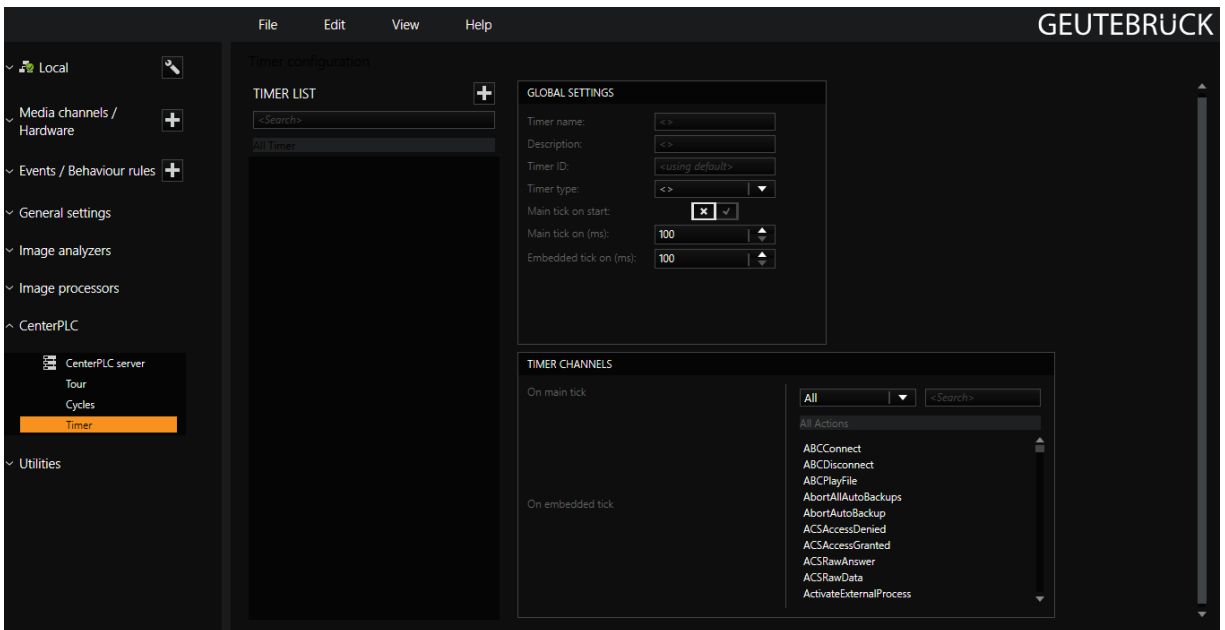 File Edit View Help
GEUTEBRÜCK
Local
Media channels /
Hardware
Events / Behaviour rules
General settings
Image analyzers
Image processors
CenterPLC
CenterPLC server
Tour
Cycles
Timer
Utilities
Timer configuration
TIMER LIST
<Search>
All Timer
GLOBAL SETTINGS
Timer name: <>
Description: <>
Timer ID: <using default>
Timer type: <>
Main tick on start:
Main tick on (ms): 100
Embedded tick on (ms): 100
TIMER CHANNELS
On main tick
On embedded tick
All <Search>
All Actions
ABCConnect
ABCDisconnect
ABCPlayFile
AbortAllAutoBackups
AbortAutoBackup
ACSAccessDenied
ACSAccessGranted
ACSRawAnswer
ACSRawData
ActivateExternalProcess